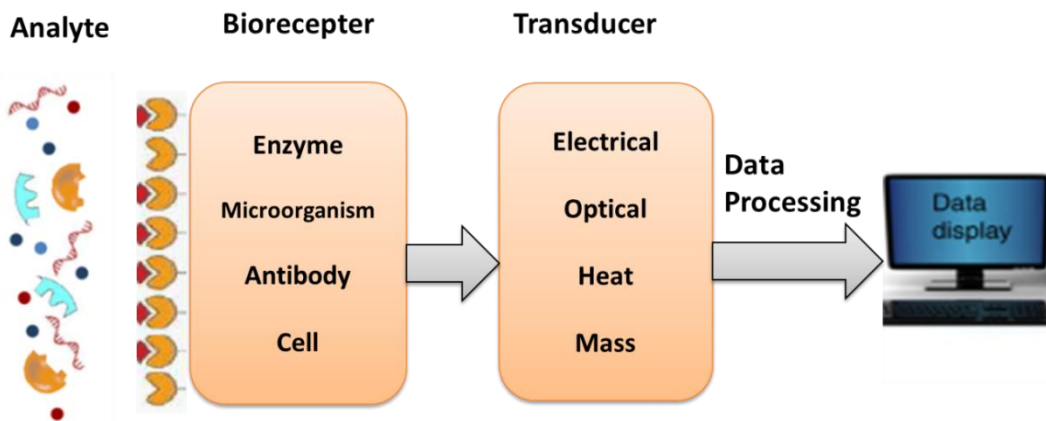 Analyte
Biorecepter
Transducer
Enzyme
Microorganism
Antibody
Cell
Electrical
Optical
Heat
Mass
Data
Processing
Data
display